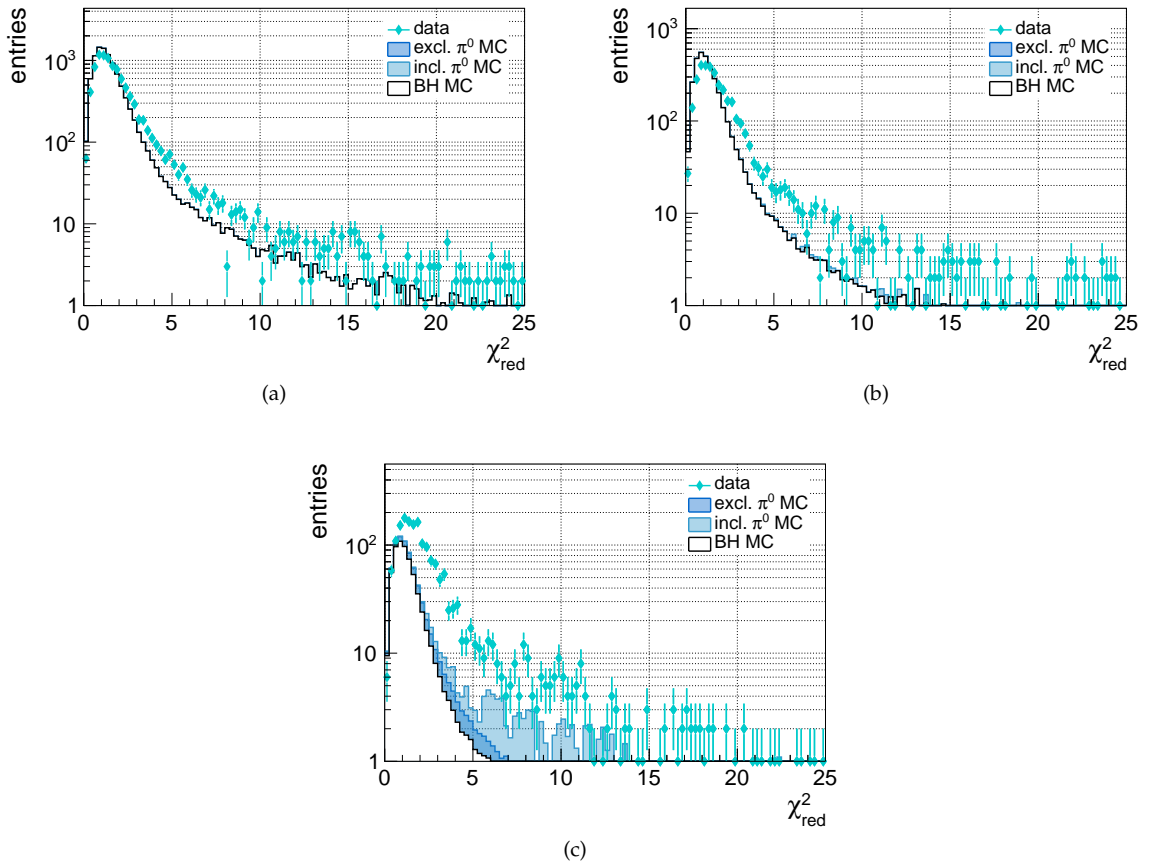 entries
10³
10²
10
1
data
excl. π⁰ MC
incl. π⁰ MC
BH MC
0 5 10 15 20 25
χ²red
(a)
entries
10³
10²
10
1
data
excl. π⁰ MC
incl. π⁰ MC
BH MC
0 5 10 15 20 25
χ²red
(b)
entries
10²
10
1
data
excl. π⁰ MC
incl. π⁰ MC
BH MC
0 5 10 15 20 25
χ²red
(c)